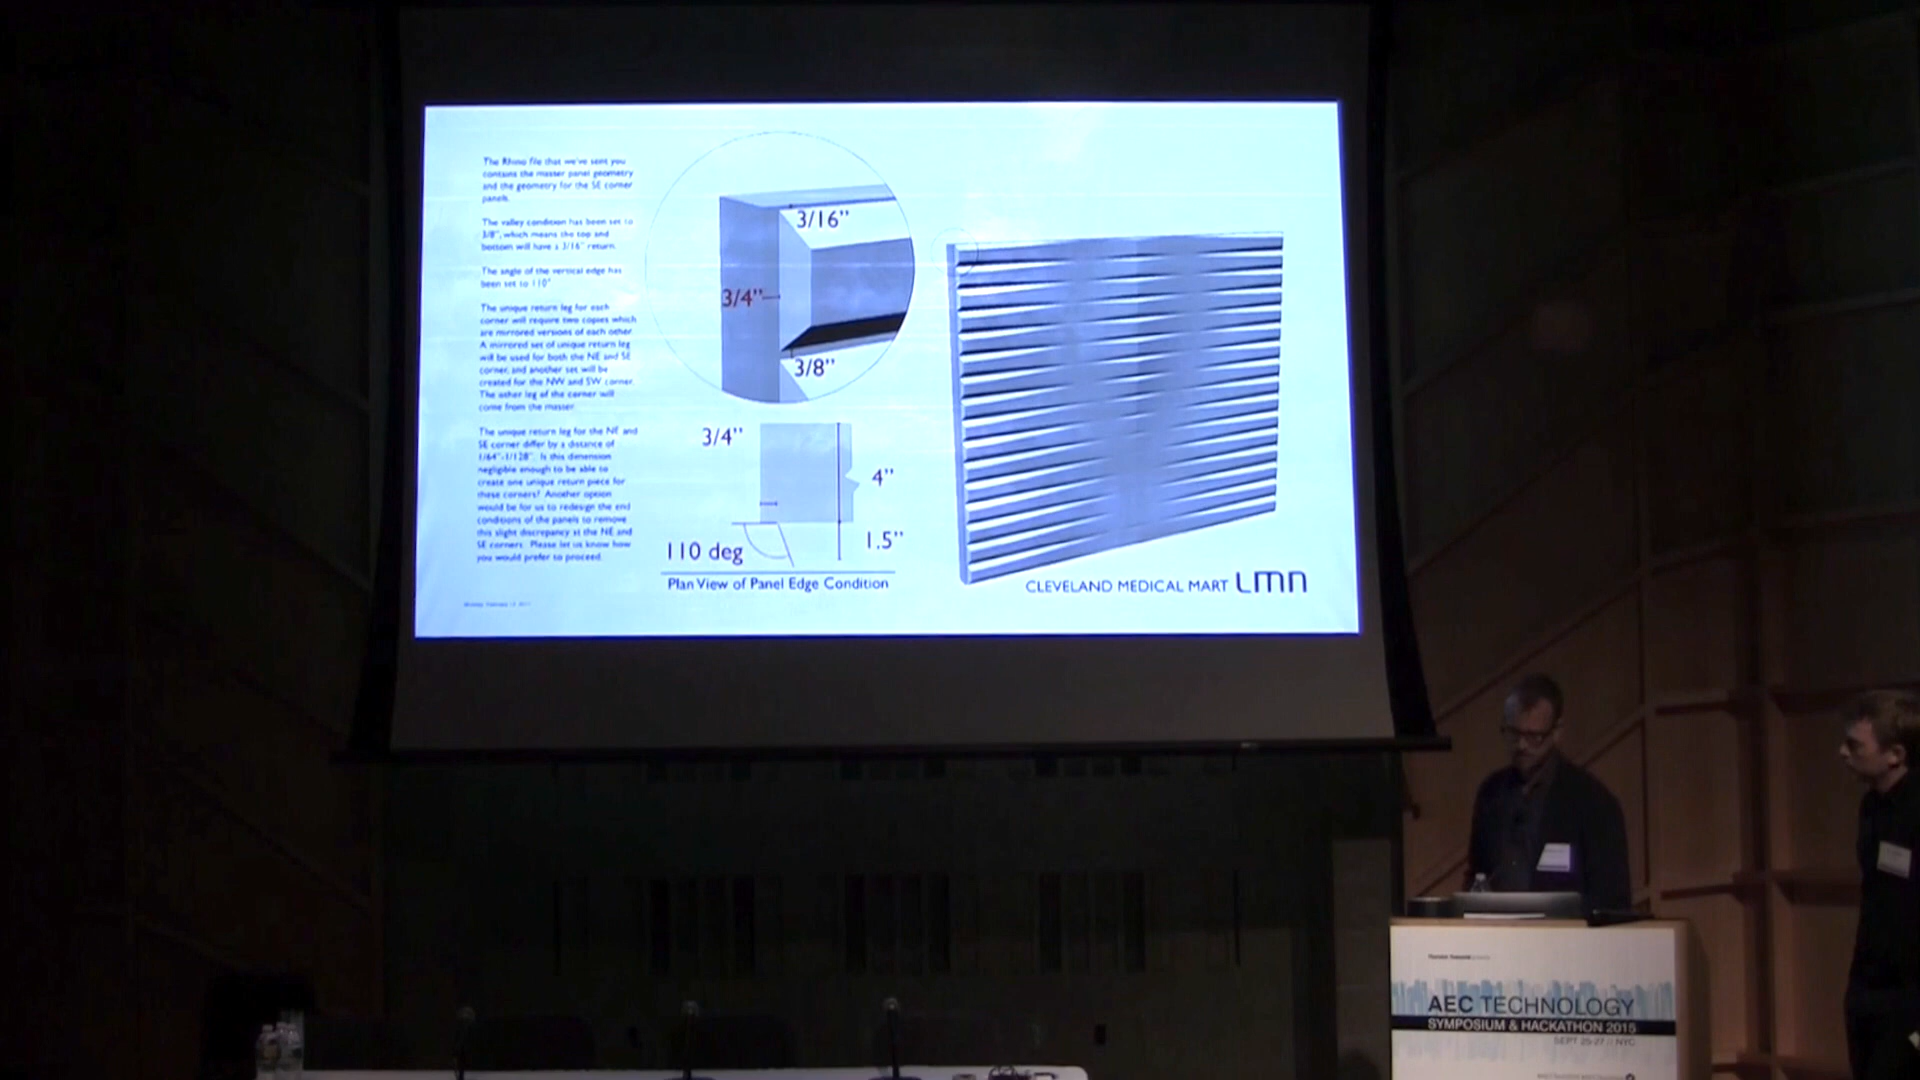 The Rhino file that we've sent you
contains the master panel geometry
and the geometry for the SE corner
panels.
The valley condition has been set to
3/8", which means the top and
bottom will have a 3/16" return.
The angle of the vertical edge has
been set to 110°
The unique return leg for each
corner will require two copies which
are mirrored versions of each other.
A mirrored set of unique return leg
will be used for both the NE and SE
corner, and another set will be
created for the NW and SW corner.
The other leg of the corner will
come from the master.
The unique return leg for the NE and
SE corner differ by a distance of
1/64"-1/128". Is this dimension
negligible enough to be able to
create one unique return piece for
these corners? Another option
would be for us to redesign the end
conditions of the panels to remove
this slight discrepancy at the NE and
SE corners. Please let us know how
you would prefer to proceed.
3/16"
3/4"
3/8"
3/4"
4"
1.5"
110 deg
Plan View of Panel Edge Condition
CLEVELAND MEDICAL MART LMN
AEC TECHNOLOGY
SYMPOSIUM & HACKATHON 2015
SEPT 25-27 // NYC